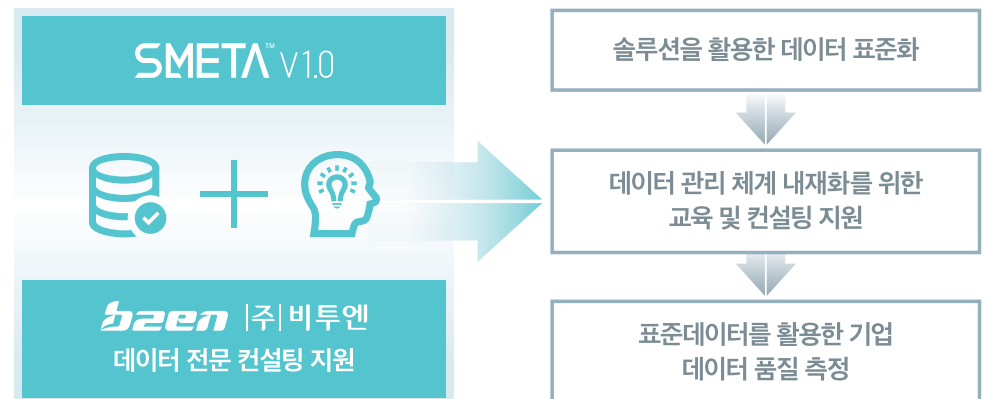 SMETA™ V1.0
b2en |주|비투엔
데이터 전문 컨설팅 지원
솔루션을 활용한 데이터 표준화
데이터 관리 체계 내재화를 위한
교육 및 컨설팅 지원
표준데이터를 활용한 기업
데이터 품질 측정